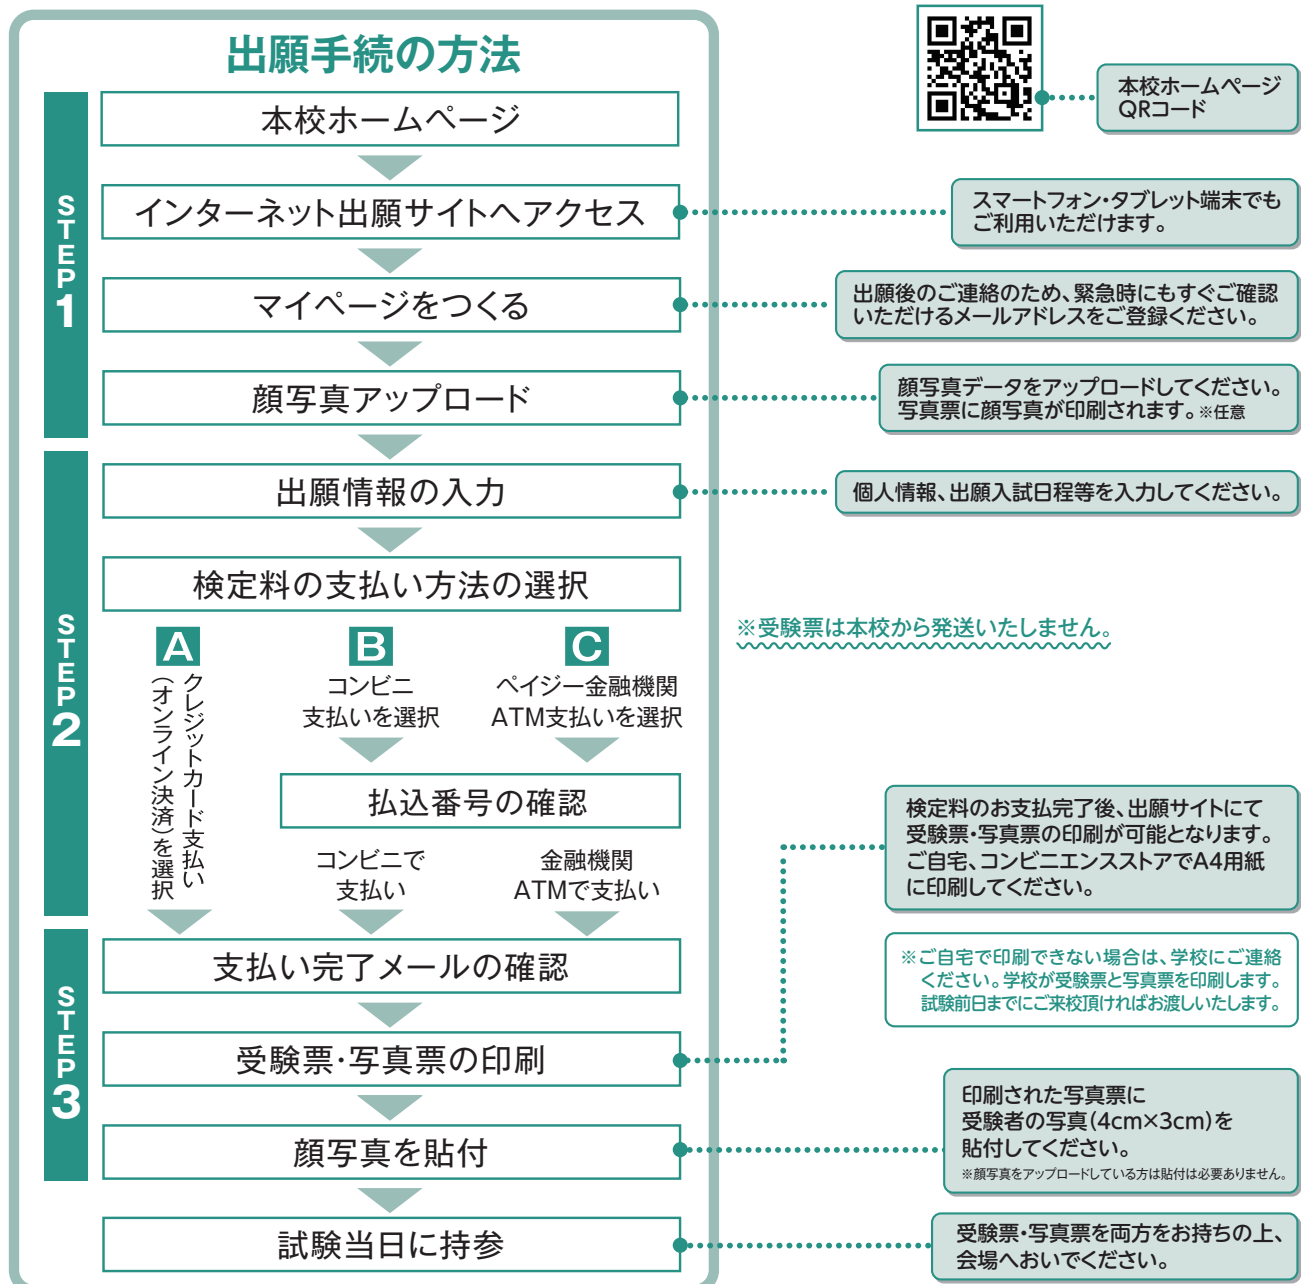 出願手続の方法
本校ホームページ
QRコード
STEP1
本校ホームページ
インターネット出願サイトへアクセス
スマートフォン・タブレット端末でも
ご利用いただけます。
マイページをつくる
出願後のご連絡のため、緊急時にもすぐご確認
いただけるメールアドレスをご登録ください。
顔写真アップロード
顔写真データをアップロードしてください。
写真票に顔写真が印刷されます。※任意
STEP2
出願情報の入力
個人情報、出願入試日程等を入力してください。
検定料の支払い方法の選択
※受験票は本校から発送いたしません。
A
クレジットカード支払い
(オンライン決済)を選択
B
コンビニ
支払いを選択
C
ペイジー金融機関
ATM支払いを選択
払込番号の確認
コンビニで
支払い
金融機関
ATMで支払い
STEP3
支払い完了メールの確認
受験票・写真票の印刷
検定料のお支払完了後、出願サイトにて
受験票・写真票の印刷が可能となります。
ご自宅、コンビニエンスストアでA4用紙
に印刷してください。
※ご自宅で印刷できない場合は、学校にご連絡
ください。学校が受験票と写真票を印刷します。
試験前日までにご来校頂ければお渡しいたします。
顔写真を貼付
印刷された写真票に
受験者の写真(4cm×3cm)を
貼付してください。
※顔写真をアップロードしている方は貼付は必要ありません。
試験当日に持参
受験票・写真票を両方をお持ちの上、
会場へおいでください。